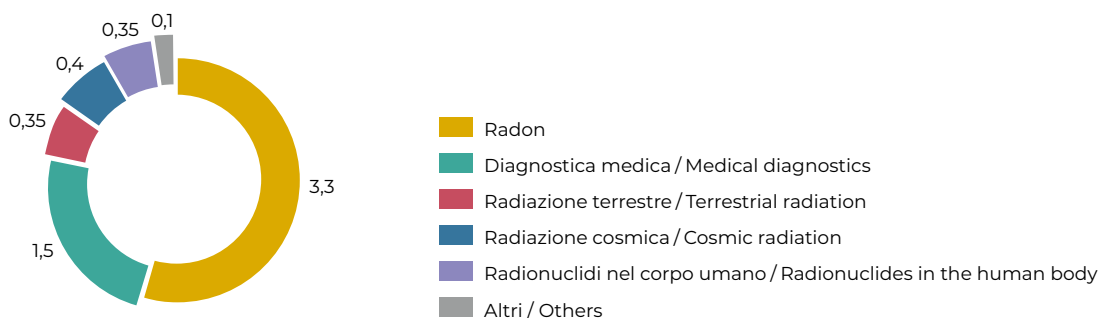 0,1
0,35
0,4
0,35
3,3
1,5
Radon
Diagnostica medica / Medical diagnostics
Radiazione terrestre / Terrestrial radiation
Radiazione cosmica / Cosmic radiation
Radionuclidi nel corpo umano / Radionuclides in the human body
Altri / Others